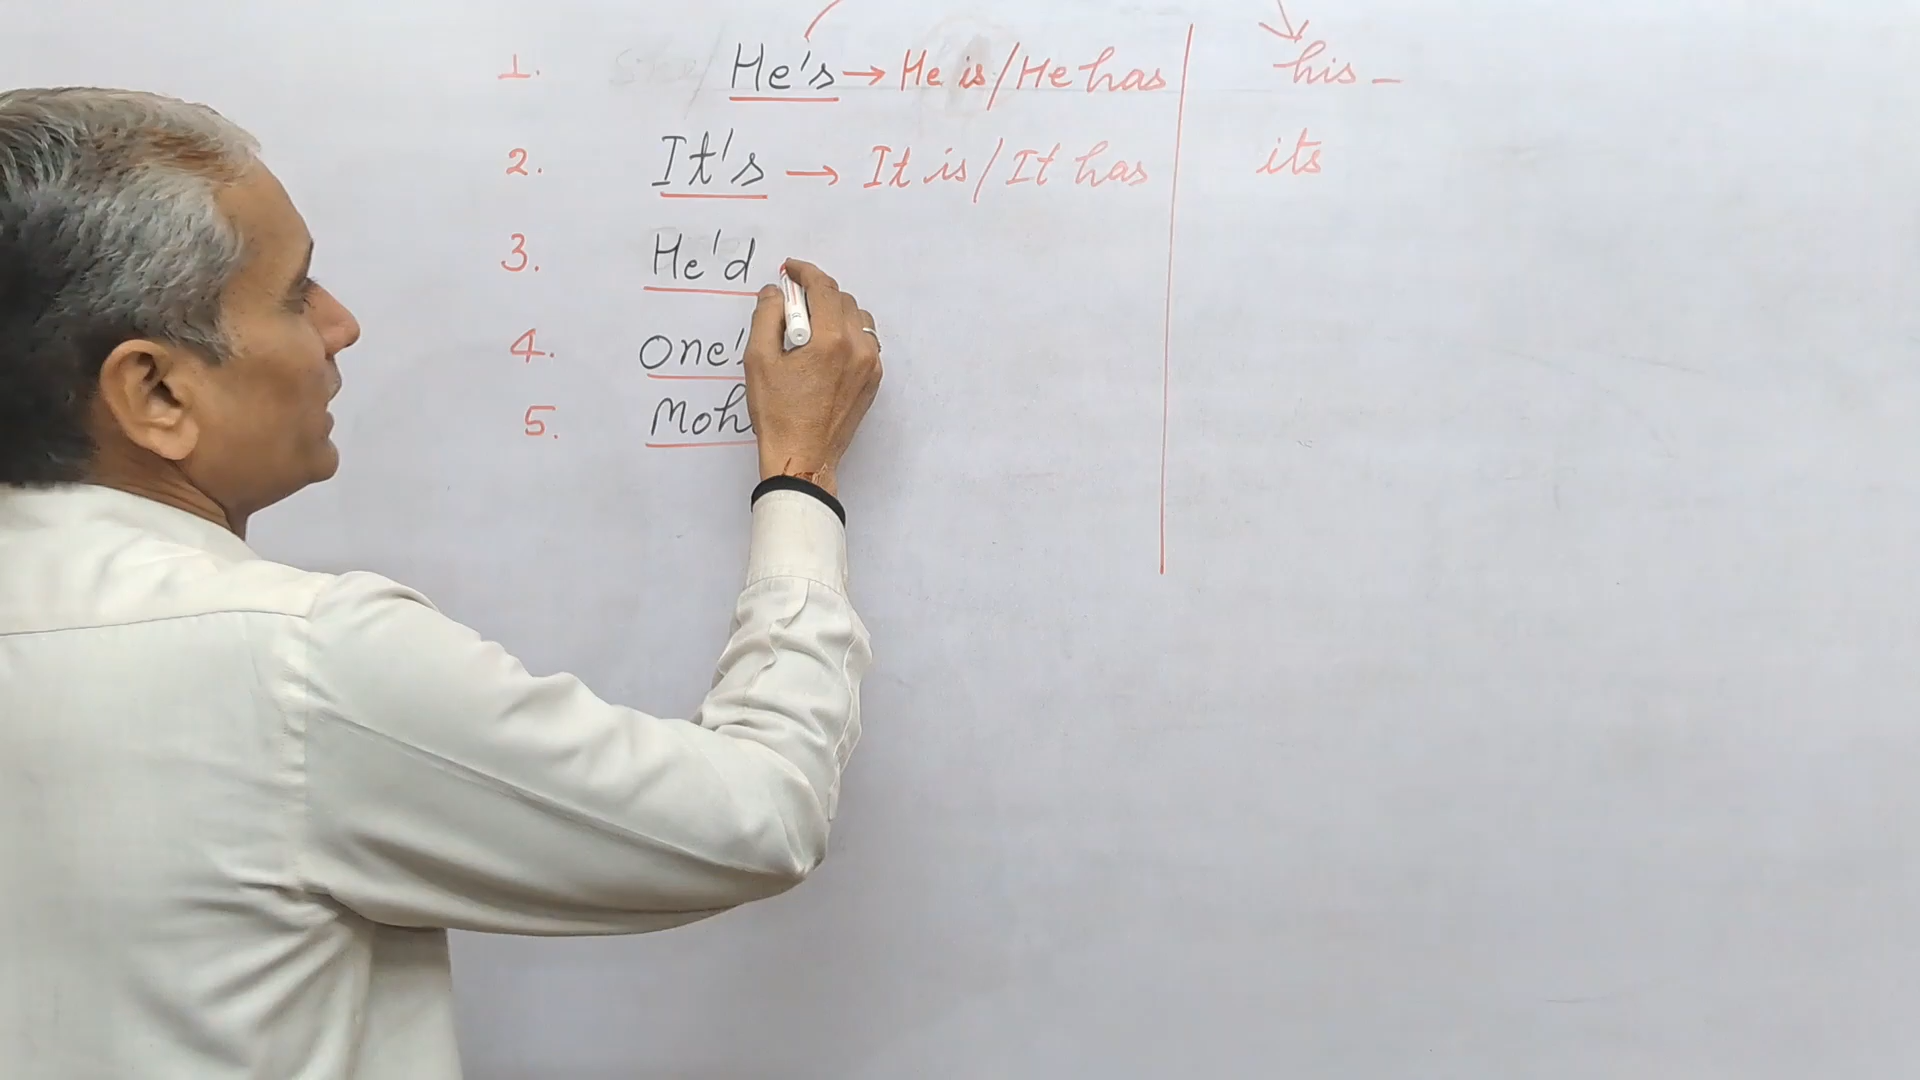 1. He's → He is / He has | his –
2. It's → It is / It has | its
3. He'd
4. One's
5.